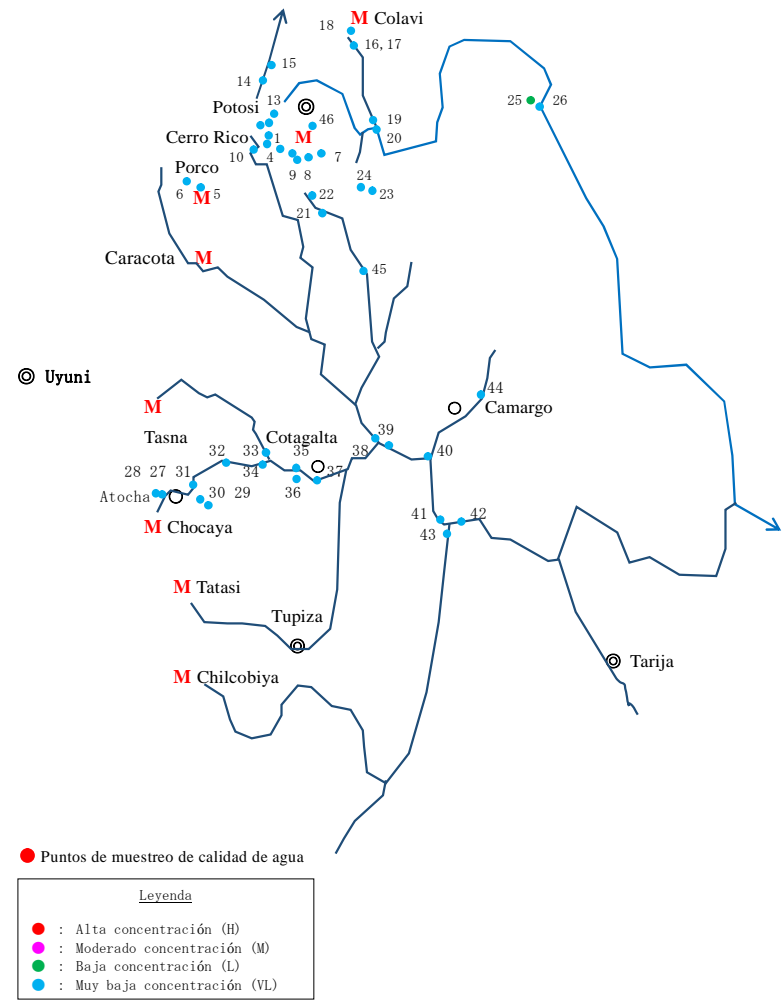 18 M Colavi
16,17
15
14
13
Potosi
46
19
25 26
Cerro Rico 1 M
20
10 4 9 8 7
Porco
6 5
M
24 23
22
21
Caracota M
45
Uyuni
M
44
Camargo
Tasna
32 33 Cotagalta 35 38 39
40
28 27 31 34 37
Atocha 30 29 36
M Chocaya
41 42
43
M Tatasi
Tupiza
Tarija
M Chilcobiya
Puntos de muestreo de calidad de agua
Leyenda
: Alta concentración (H)
: Moderado concentración (M)
: Baja concentración (L)
: Muy baja concentración (VL)